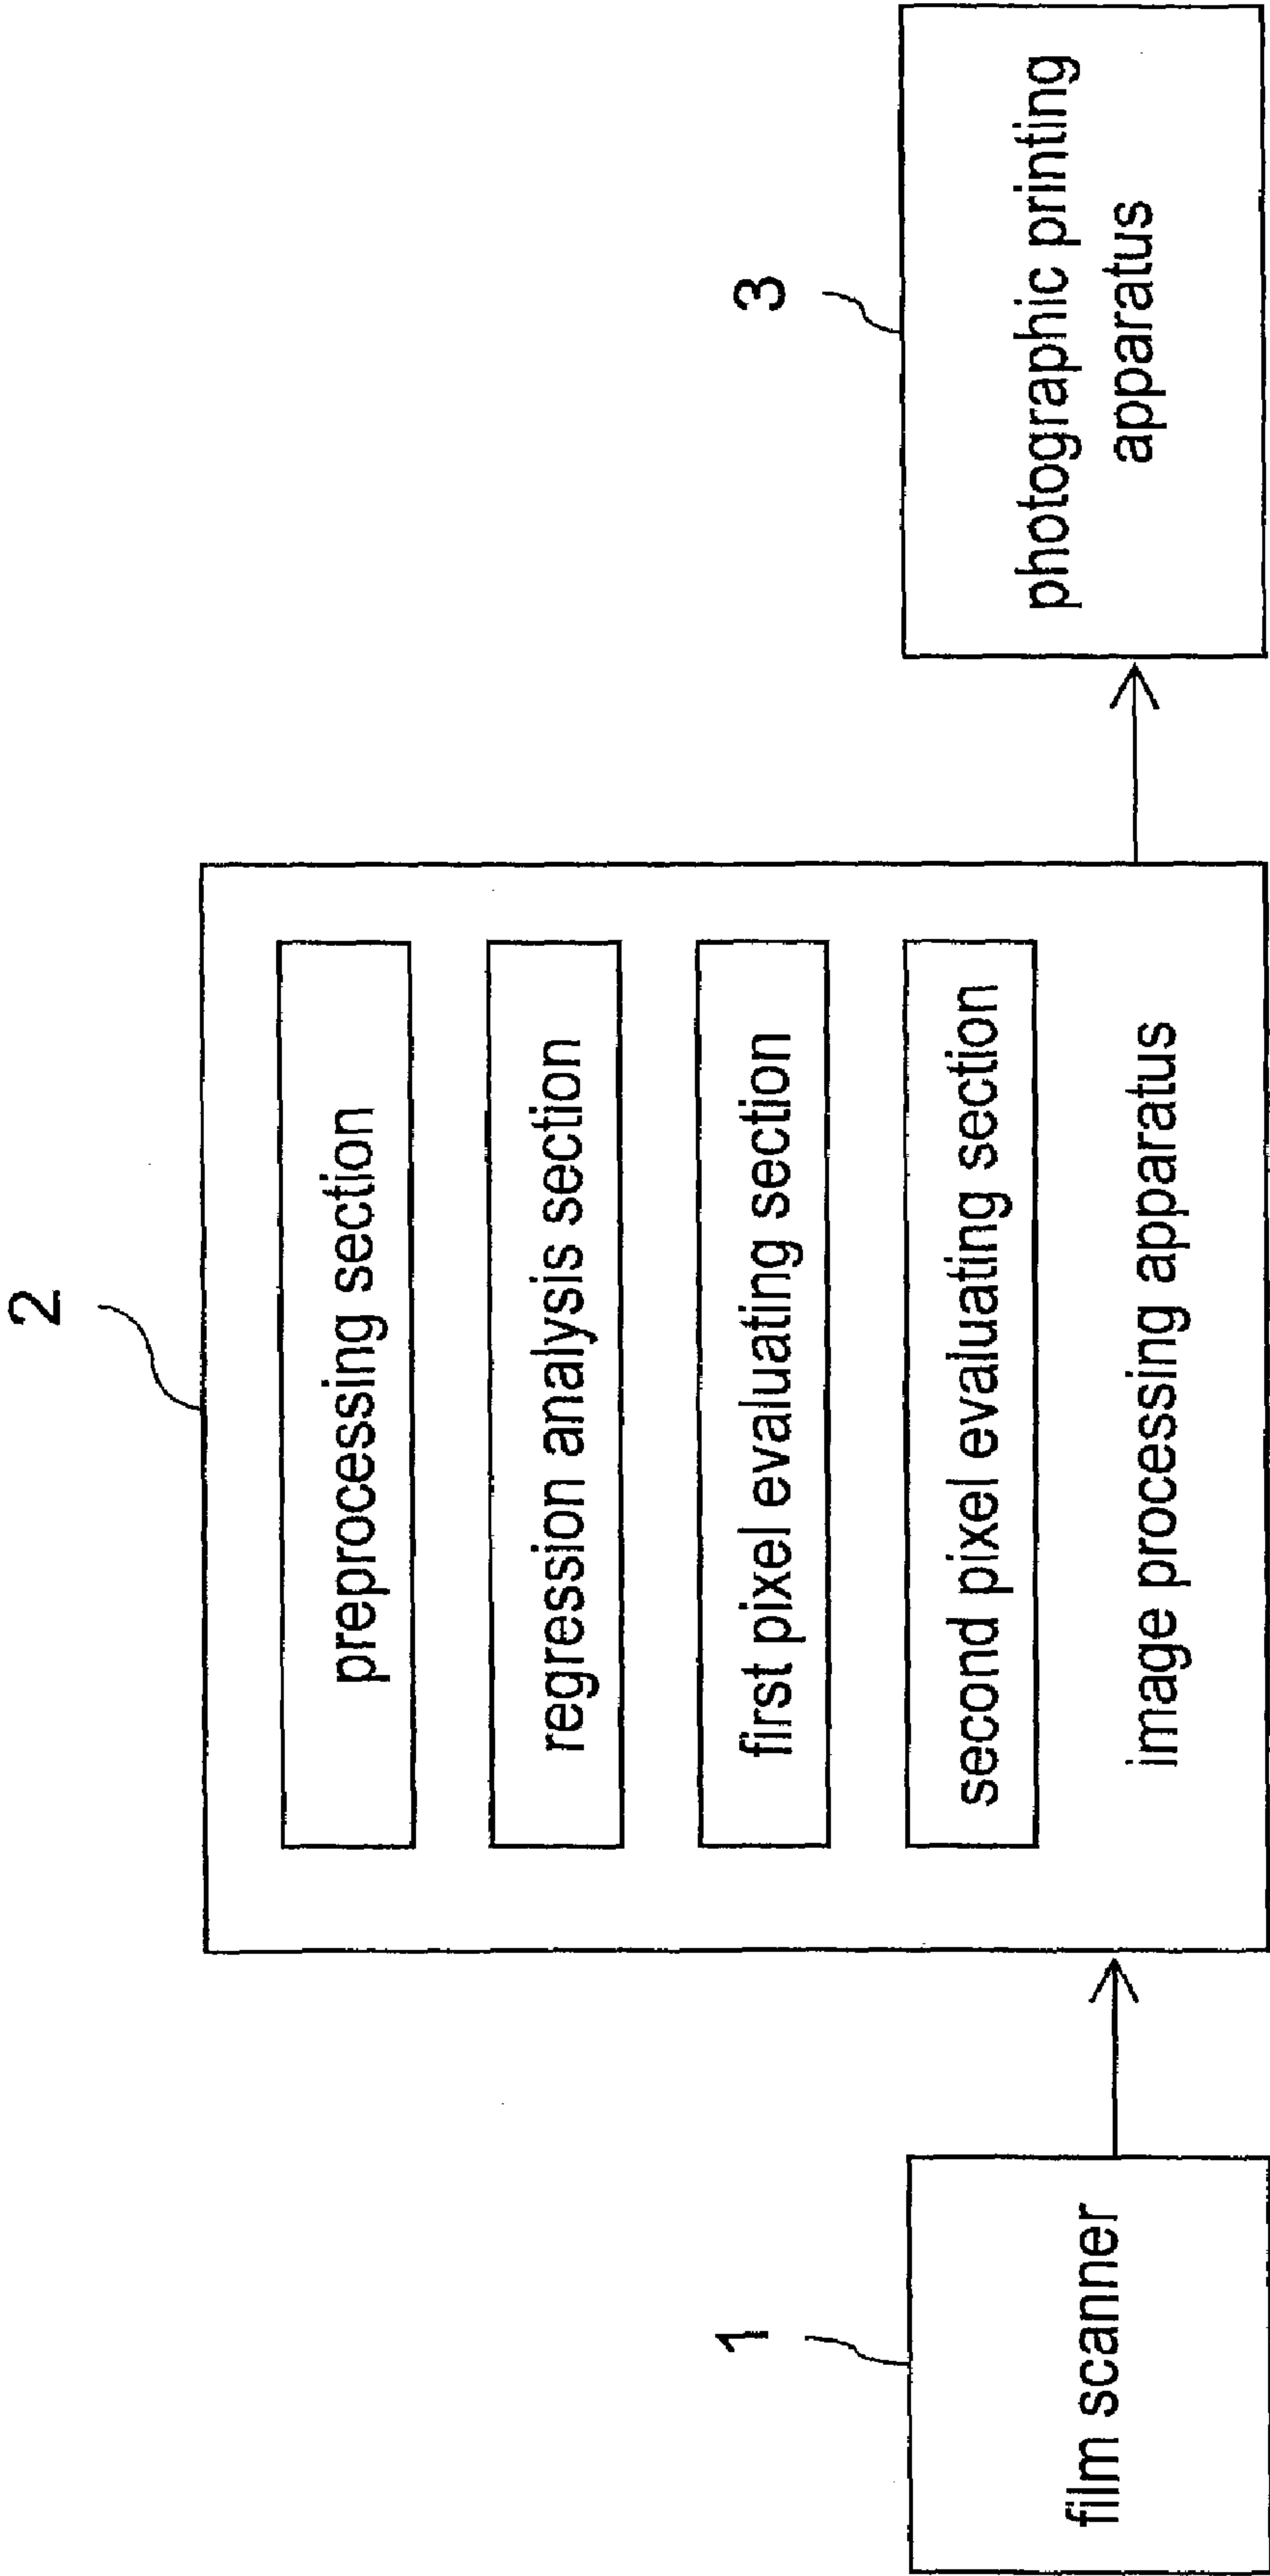 2
preprocessing section
regression analysis section
first pixel evaluating section
second pixel evaluating section
image processing apparatus
1
film scanner
3
photographic printing
apparatus